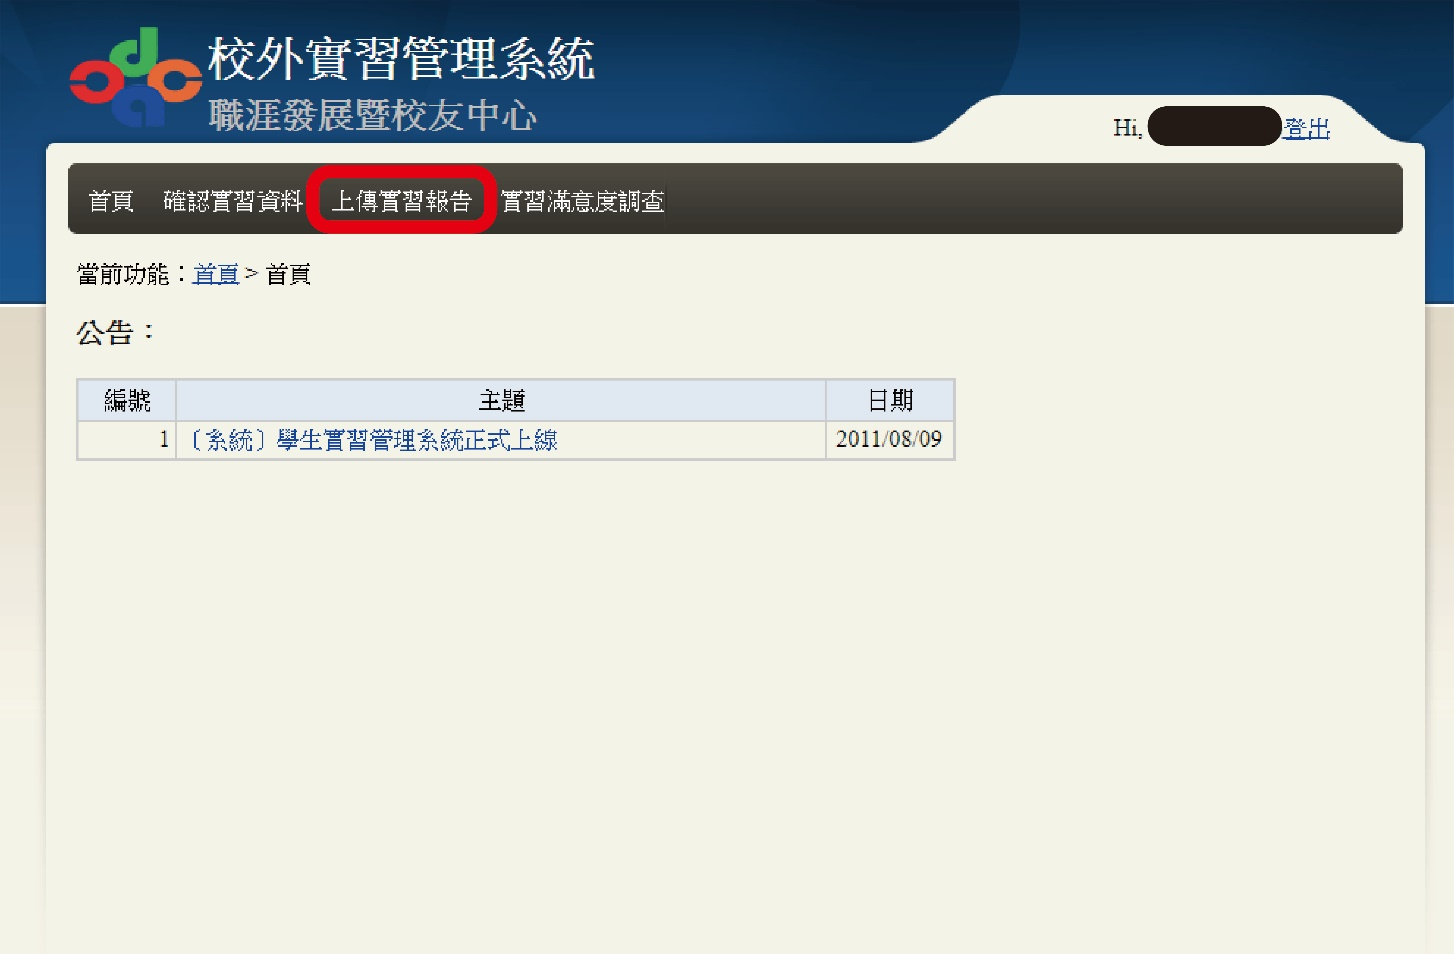 校外實習管理系統
職涯發展暨校友中心
Hi, 登出
首頁 確認實習資料 上傳實習報告 實習滿意度調查
當前功能：首頁 > 首頁
公告：
編號 主題 日期
1 〔系統〕學生實習管理系統正式上線 2011/08/09